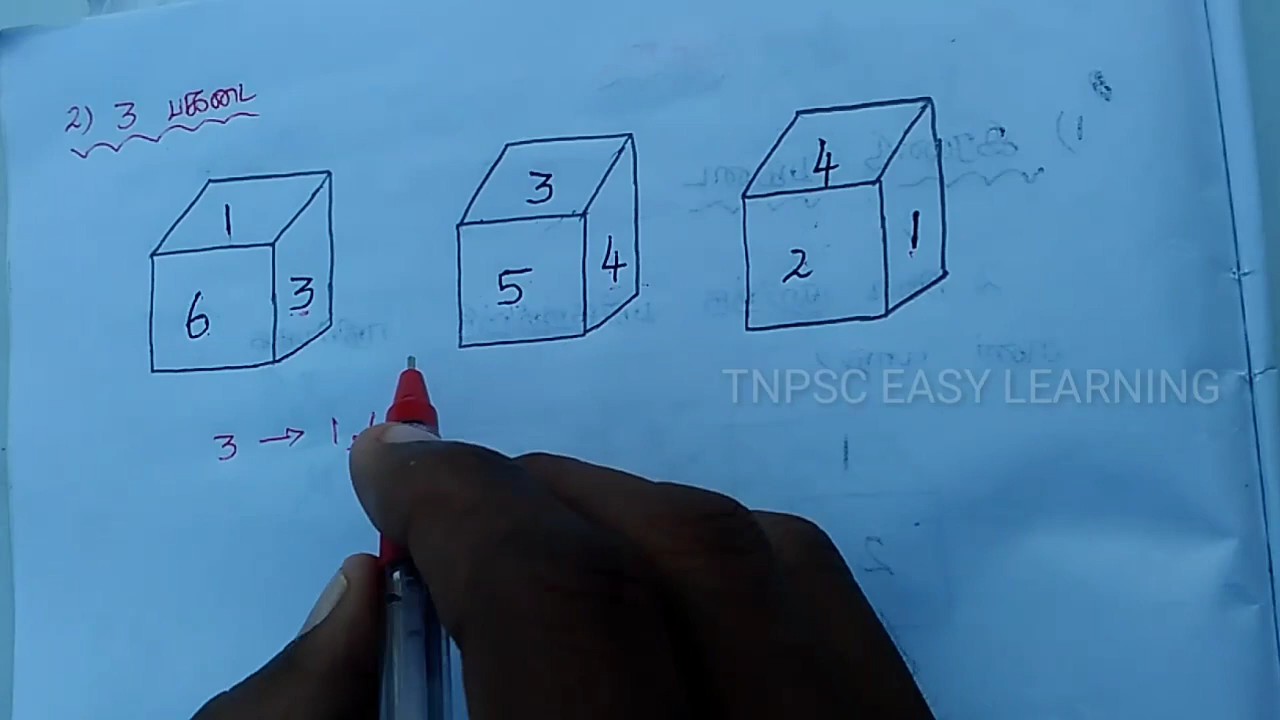 2) 3 பகடை
1
6 3
3
5 4
4
2 1
TNPSC EASY LEARNING
3 → 1,